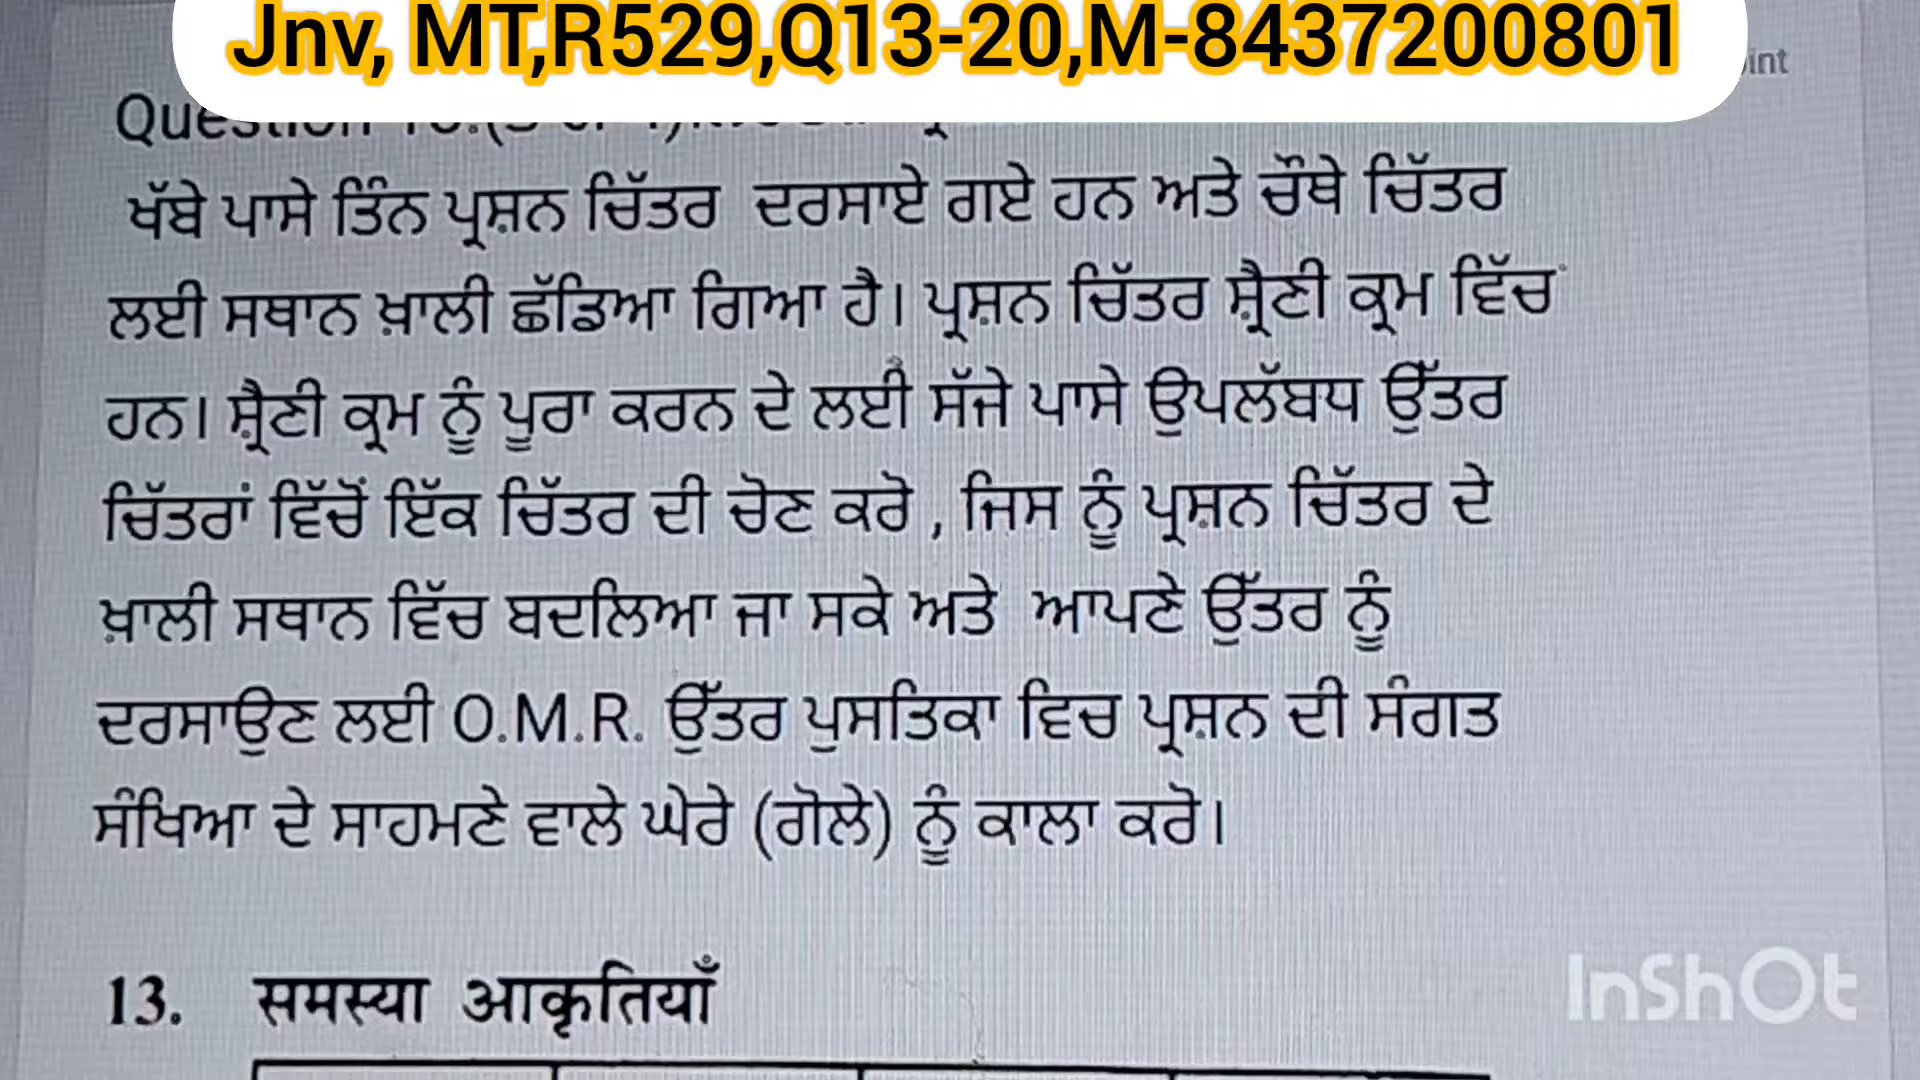 Jnv, MT,R529,Q13-20,M-8437200801
int
Question
ਖੱਬੇ ਪਾਸੇ ਤਿੰਨ ਪ੍ਰਸ਼ਨ ਚਿੱਤਰ ਦਰਸਾਏ ਗਏ ਹਨ ਅਤੇ ਚੌਥੇ ਚਿੱਤਰ
ਲਈ ਸਥਾਨ ਖ਼ਾਲੀ ਛੱਡਿਆ ਗਿਆ ਹੈ। ਪ੍ਰਸ਼ਨ ਚਿੱਤਰ ਸ਼੍ਰੈਣੀ ਕ੍ਰਮ ਵਿੱਚ
ਹਨ। ਸ਼੍ਰੈਣੀ ਕ੍ਰਮ ਨੂੰ ਪੂਰਾ ਕਰਨ ਦੇ ਲਈ ਸੱਜੇ ਪਾਸੇ ਉਪਲੱਬਧ ਉੱਤਰ
ਚਿੱਤਰਾਂ ਵਿੱਚੋਂ ਇੱਕ ਚਿੱਤਰ ਦੀ ਚੋਣ ਕਰੋ , ਜਿਸ ਨੂੰ ਪ੍ਰਸ਼ਨ ਚਿੱਤਰ ਦੇ
ਖ਼ਾਲੀ ਸਥਾਨ ਵਿੱਚ ਬਦਲਿਆ ਜਾ ਸਕੇ ਅਤੇ ਆਪਣੇ ਉੱਤਰ ਨੂੰ
ਦਰਸਾਉਣ ਲਈ O.M.R. ਉੱਤਰ ਪੁਸਤਿਕਾ ਵਿਚ ਪ੍ਰਸ਼ਨ ਦੀ ਸੰਗਤ
ਸੰਖਿਆ ਦੇ ਸਾਹਮਣੇ ਵਾਲੇ ਘੇਰੇ (ਗੋਲੇ) ਨੂੰ ਕਾਲਾ ਕਰੋ।
13. समस्या आकृतियाँ
InShOt